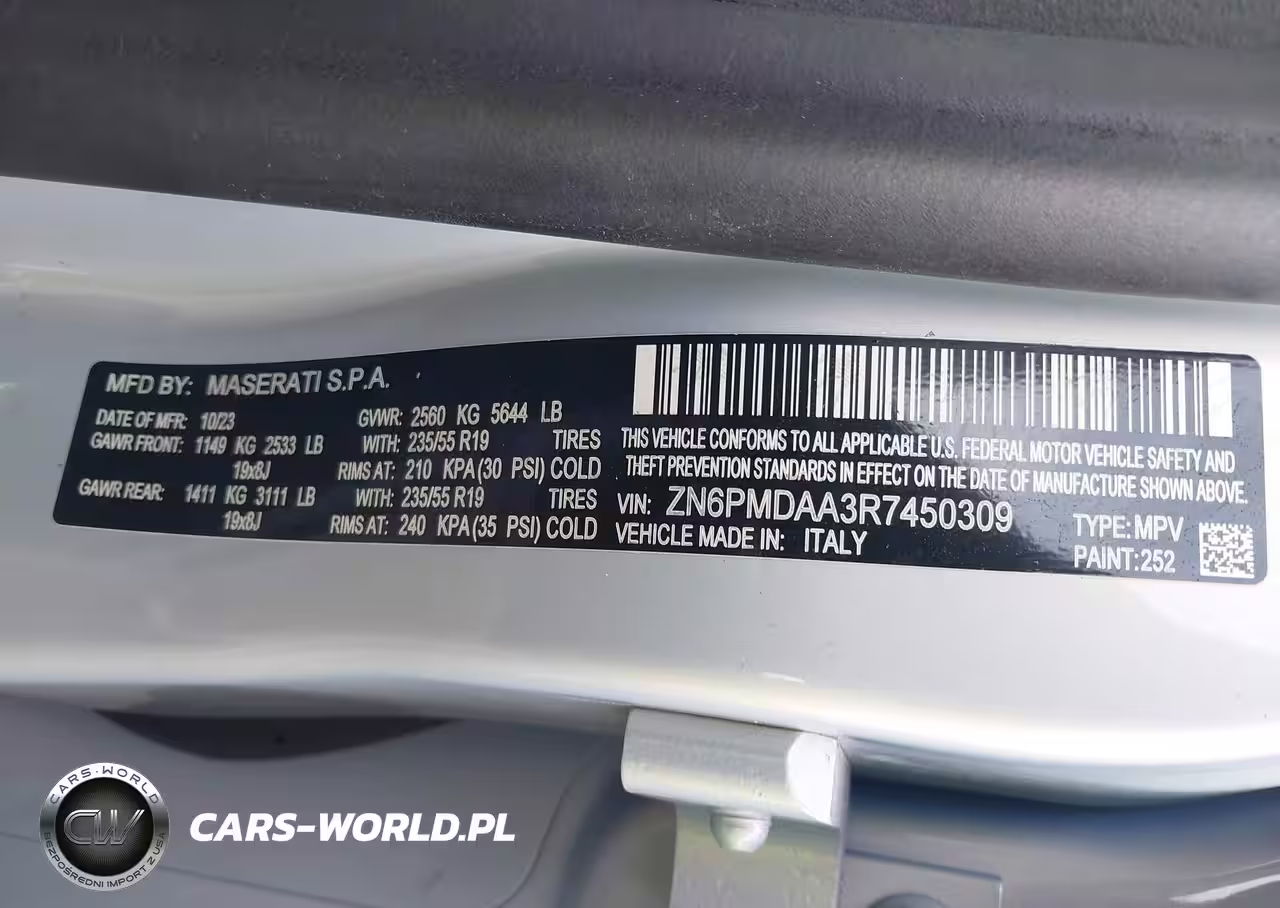 MFD BY: MASERATI S.P.A.
DATE OF MFR: 10/23 GVWR: 2560 KG 5644 LB
GAWR FRONT: 1149 KG 2533 LB WITH: 235/55 R19 TIRES
19x8J RIMS AT: 210 KPA(30 PSI) COLD
GAWR REAR: 1411 KG 3111 LB WITH: 235/55 R19 TIRES
19x8J RIMS AT: 240 KPA(35 PSI) COLD
THIS VEHICLE CONFORMS TO ALL APPLICABLE U.S. FEDERAL MOTOR VEHICLE SAFETY AND
THEFT PREVENTION STANDARDS IN EFFECT ON THE DATE OF MANUFACTURE SHOWN ABOVE.
VIN: ZN6PMDAA3R7450309
VEHICLE MADE IN: ITALY
TYPE: MPV
PAINT:252
CARS-WORLD
CW
BEZPOŚREDNI IMPORT Z USA
CARS-WORLD.PL